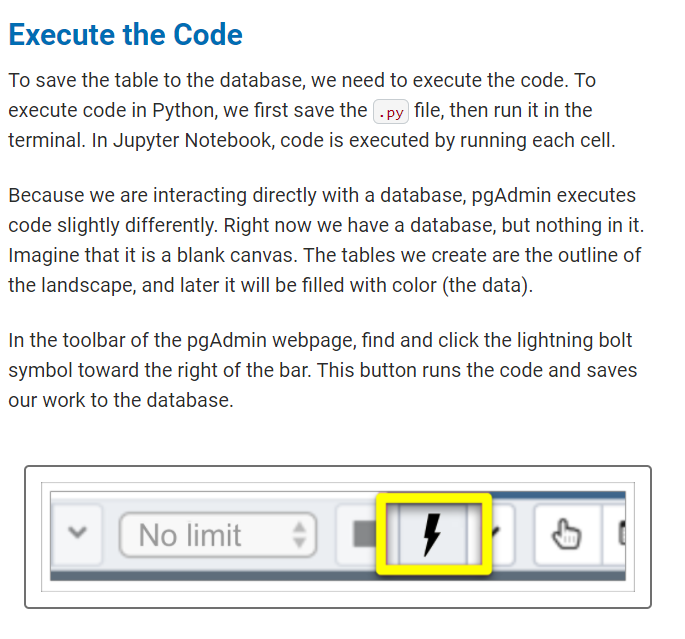 Execute the Code
To save the table to the database, we need to execute the code. To
execute code in Python, we first save the .py file, then run it in the
terminal. In Jupyter Notebook, code is executed by running each cell.
Because we are interacting directly with a database, pgAdmin executes
code slightly differently. Right now we have a database, but nothing in it.
Imagine that it is a blank canvas. The tables we create are the outline of
the landscape, and later it will be filled with color (the data).
In the toolbar of the pgAdmin webpage, find and click the lightning bolt
symbol toward the right of the bar. This button runs the code and saves
our work to the database.
No limit